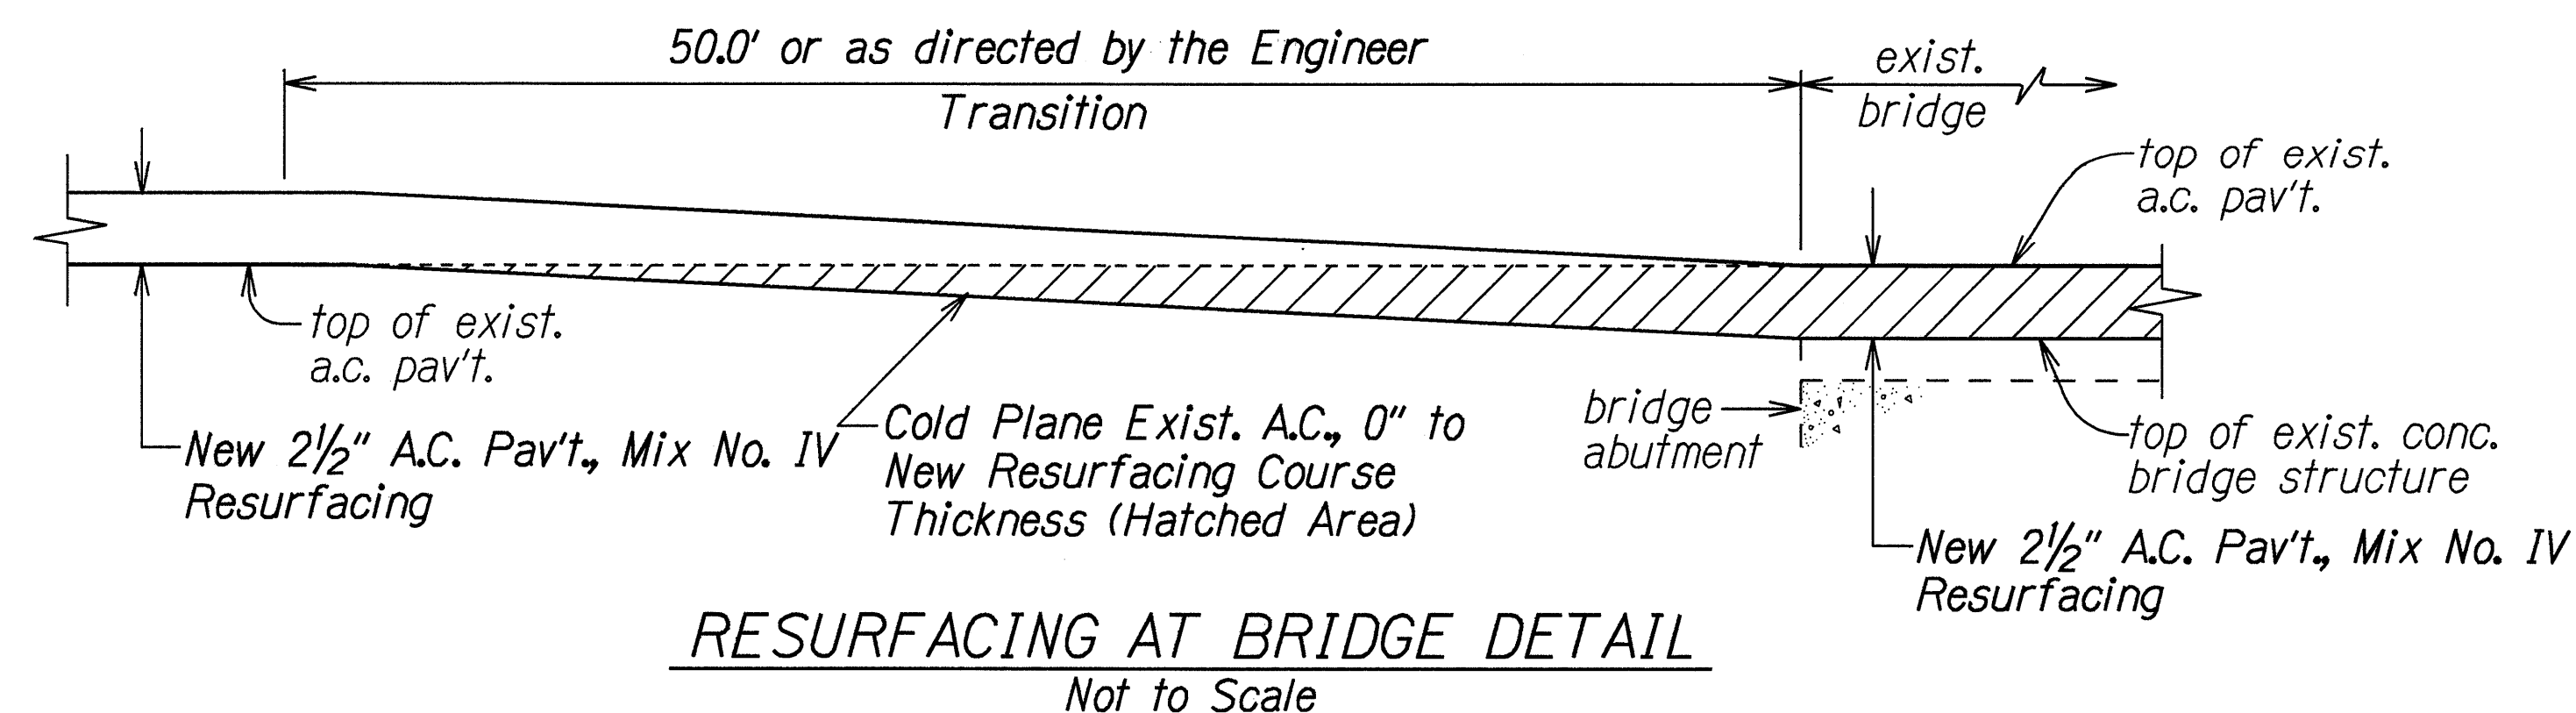 50.0' or as directed by the Engineer
Transition
exist.
bridge
top of exist.
a.c. pav't.
top of exist.
a.c. pav't.
New 2½" A.C. Pav't., Mix No. IV
Resurfacing
Cold Plane Exist. A.C., 0" to
New Resurfacing Course
Thickness (Hatched Area)
bridge
abutment
top of exist. conc.
bridge structure
New 2½" A.C. Pav't., Mix No. IV
Resurfacing
RESURFACING AT BRIDGE DETAIL
Not to Scale